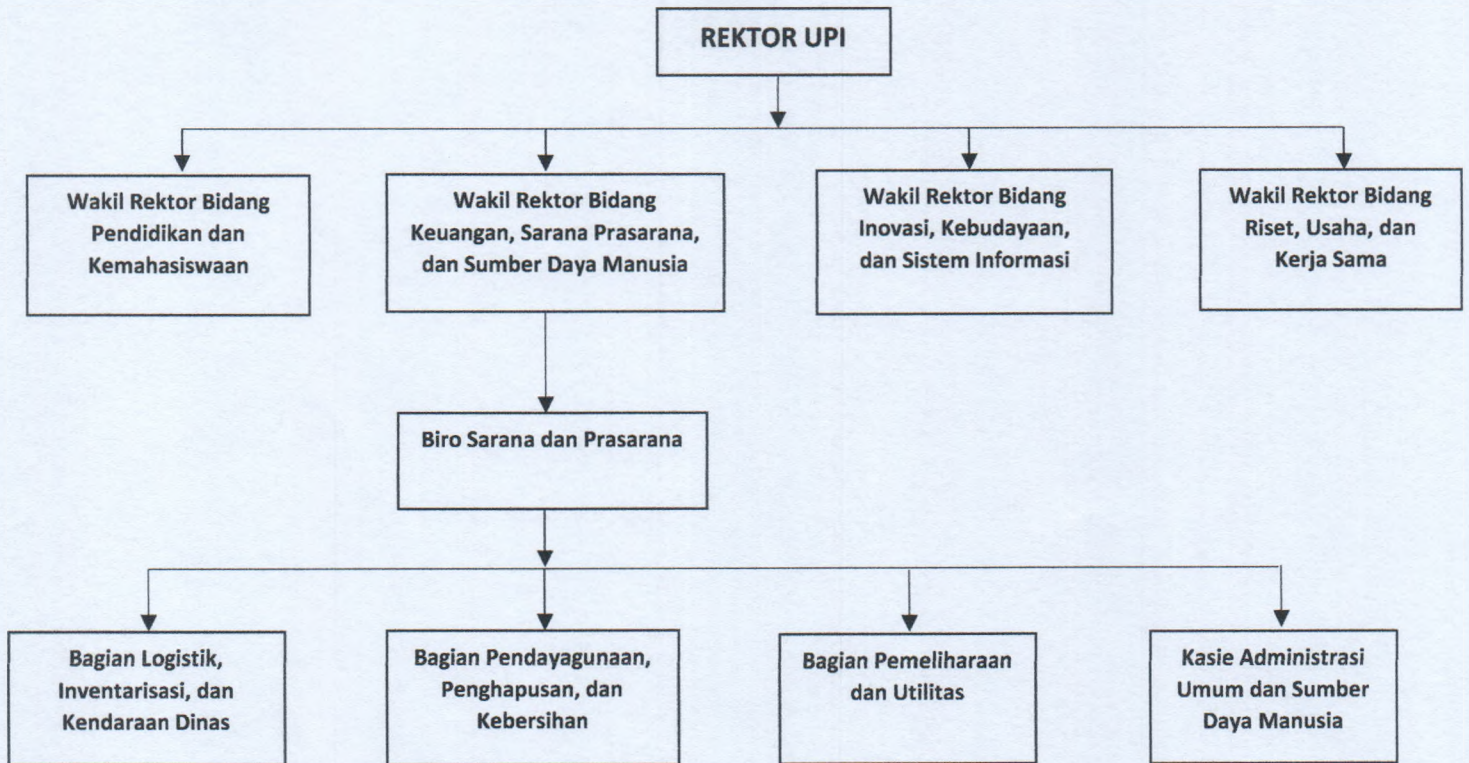 REKTOR UPI
Wakil Rektor Bidang
Pendidikan dan
Kemahasiswaan
Wakil Rektor Bidang
Keuangan, Sarana Prasarana,
dan Sumber Daya Manusia
Wakil Rektor Bidang
Inovasi, Kebudayaan,
dan Sistem Informasi
Wakil Rektor Bidang
Riset, Usaha, dan
Kerja Sama
Biro Sarana dan Prasarana
Bagian Logistik,
Inventarisasi, dan
Kendaraan Dinas
Bagian Pendayagunaan,
Penghapusan, dan
Kebersihan
Bagian Pemeliharaan
dan Utilitas
Kasie Administrasi
Umum dan Sumber
Daya Manusia